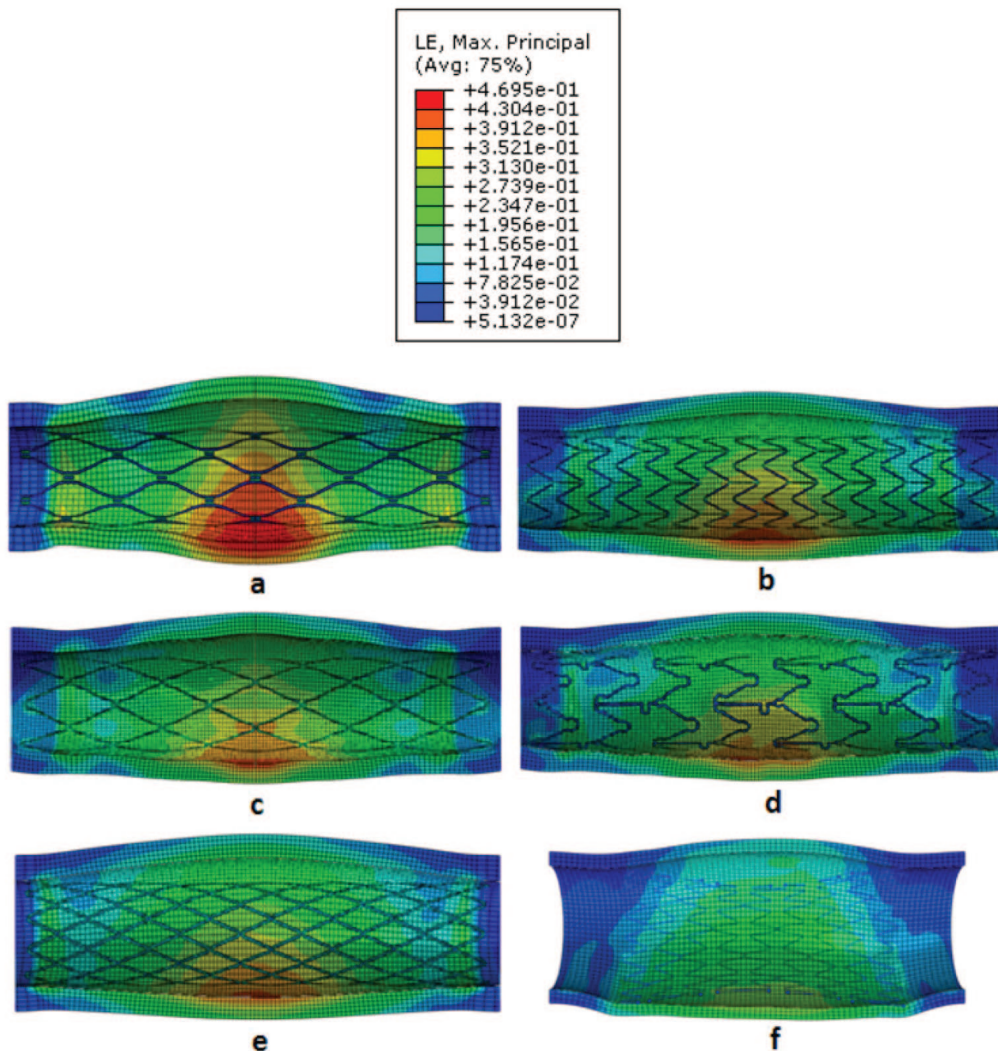 LE, Max. Principal
(Avg: 75%)
+4.695e-01
+4.304e-01
+3.912e-01
+3.521e-01
+3.130e-01
+2.739e-01
+2.347e-01
+1.956e-01
+1.565e-01
+1.174e-01
+7.825e-02
+3.912e-02
+5.132e-07
a
b
c
d
e
f